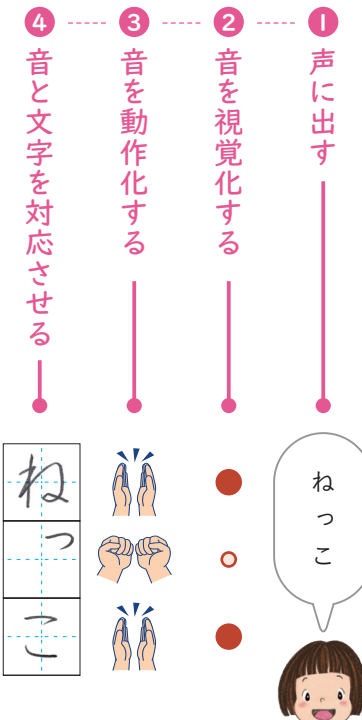 1 声に出す
2 音を視覚化する
3 音を動作化する
4 音と文字を対応させる
ねっこ
ねっこ